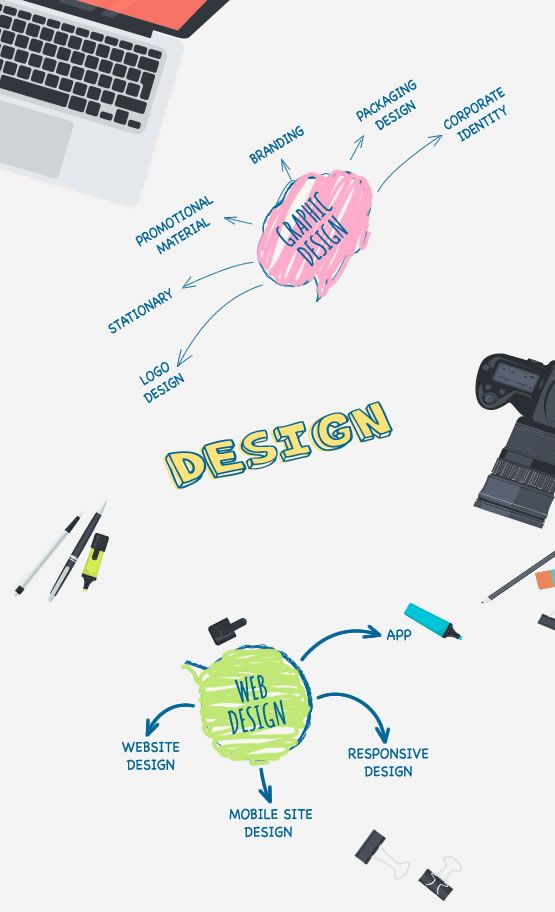 PACKAGING
DESIGN
CORPORATE
IDENTITY
BRANDING
PROMOTIONAL
MATERIAL
GRAPHIC
DESIGN
STATIONARY
LOGO
DESIGN
DESIGN
APP
WEB
DESIGN
WEBSITE
DESIGN
RESPONSIVE
DESIGN
MOBILE SITE
DESIGN